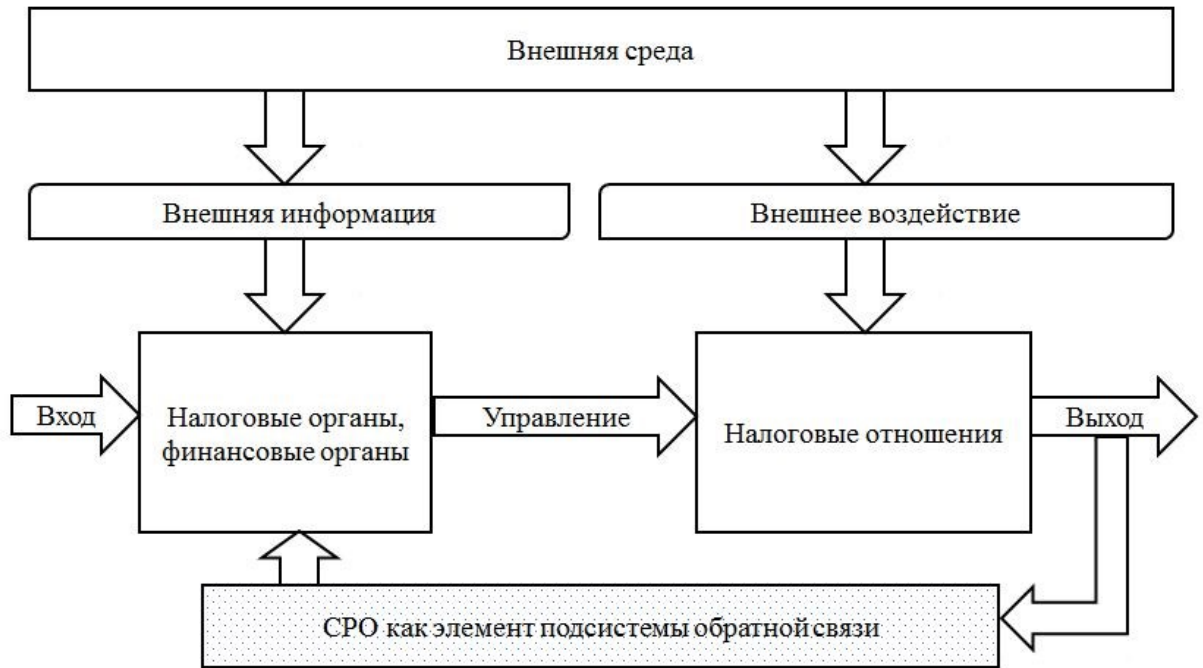 Внешняя среда
Внешняя информация
Внешнее воздействие
Вход
Налоговые органы,
финансовые органы
Управление
Налоговые отношения
Выход
СРО как элемент подсистемы обратной связи